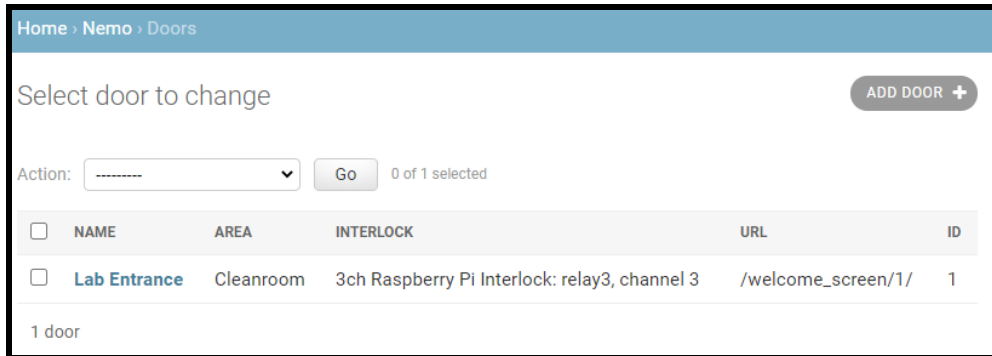 Home › Nemo › Doors
Select door to change
ADD DOOR +
Action: --------- Go 0 of 1 selected
NAME AREA INTERLOCK URL ID
Lab Entrance Cleanroom 3ch Raspberry Pi Interlock: relay3, channel 3 /welcome_screen/1/ 1
1 door